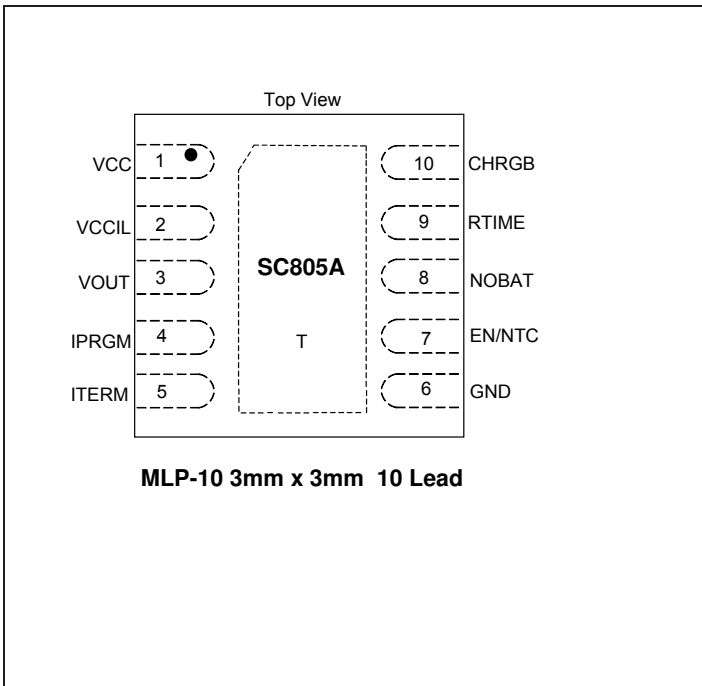 Top View
VCC 1 10 CHRGB
VCCIL 2 9 RTIME
SC805A
VOUT 3 8 NOBAT
IPRGM 4 T 7 EN/NTC
ITERM 5 6 GND
MLP-10 3mm x 3mm 10 Lead